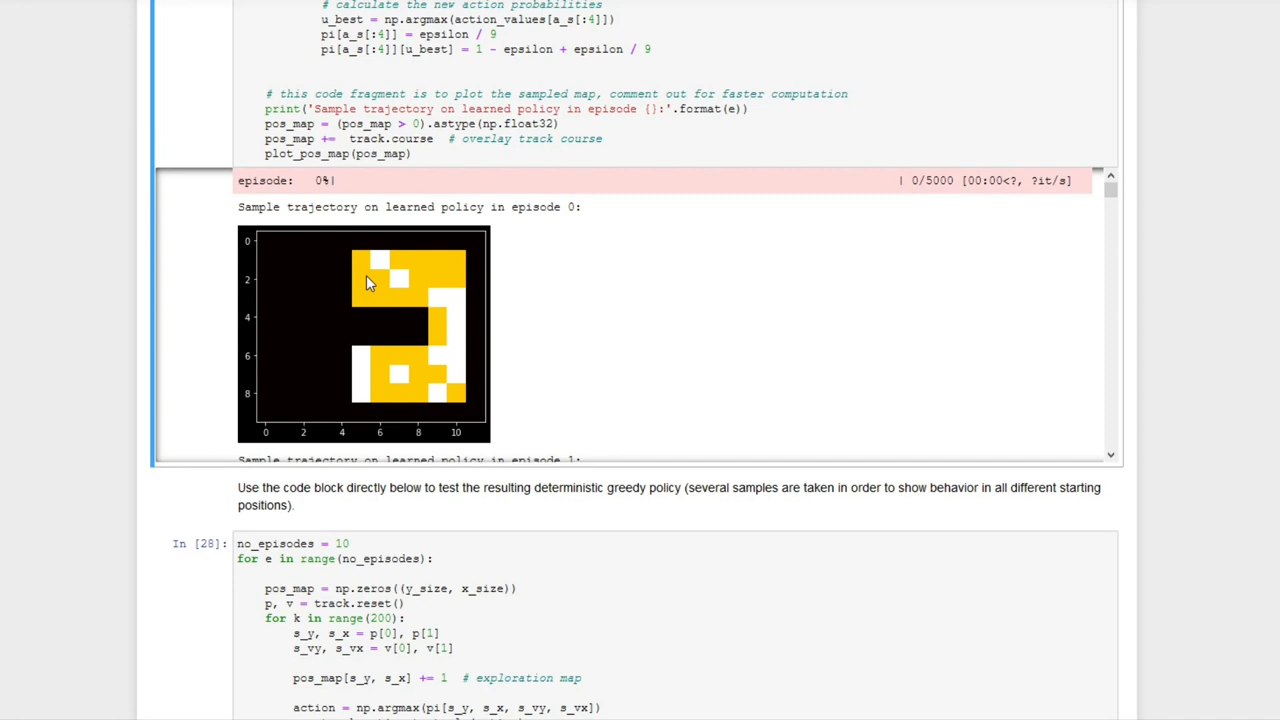 # calculate the new action probabilities
u_best = np.argmax(action_values[a_s[:4]])
pi[a_s[:4]] = epsilon / 9
pi[a_s[:4]][u_best] = 1 - epsilon + epsilon / 9
# this code fragment is to plot the sampled map, comment out for faster computation
print('Sample trajectory on learned policy in episode {}:'.format(e))
pos_map = (pos_map > 0).astype(np.float32)
pos_map += track.course # overlay track course
plot_pos_map(pos_map)
episode: 0%| | 0/5000 [00:00<?, ?it/s]
Sample trajectory on learned policy in episode 0:
0
2
4
6
8
0 2 4 6 8 10
Sample trajectory on learned policy in episode 1:
Use the code block directly below to test the resulting deterministic greedy policy (several samples are taken in order to show behavior in all different starting
positions).
In [28]: no_episodes = 10
for e in range(no_episodes):
pos_map = np.zeros((y_size, x_size))
p, v = track.reset()
for k in range(200):
s_y, s_x = p[0], p[1]
s_vy, s_vx = v[0], v[1]
pos_map[s_y, s_x] += 1 # exploration map
action = np.argmax(pi[s_y, s_x, s_vy, s_vx])